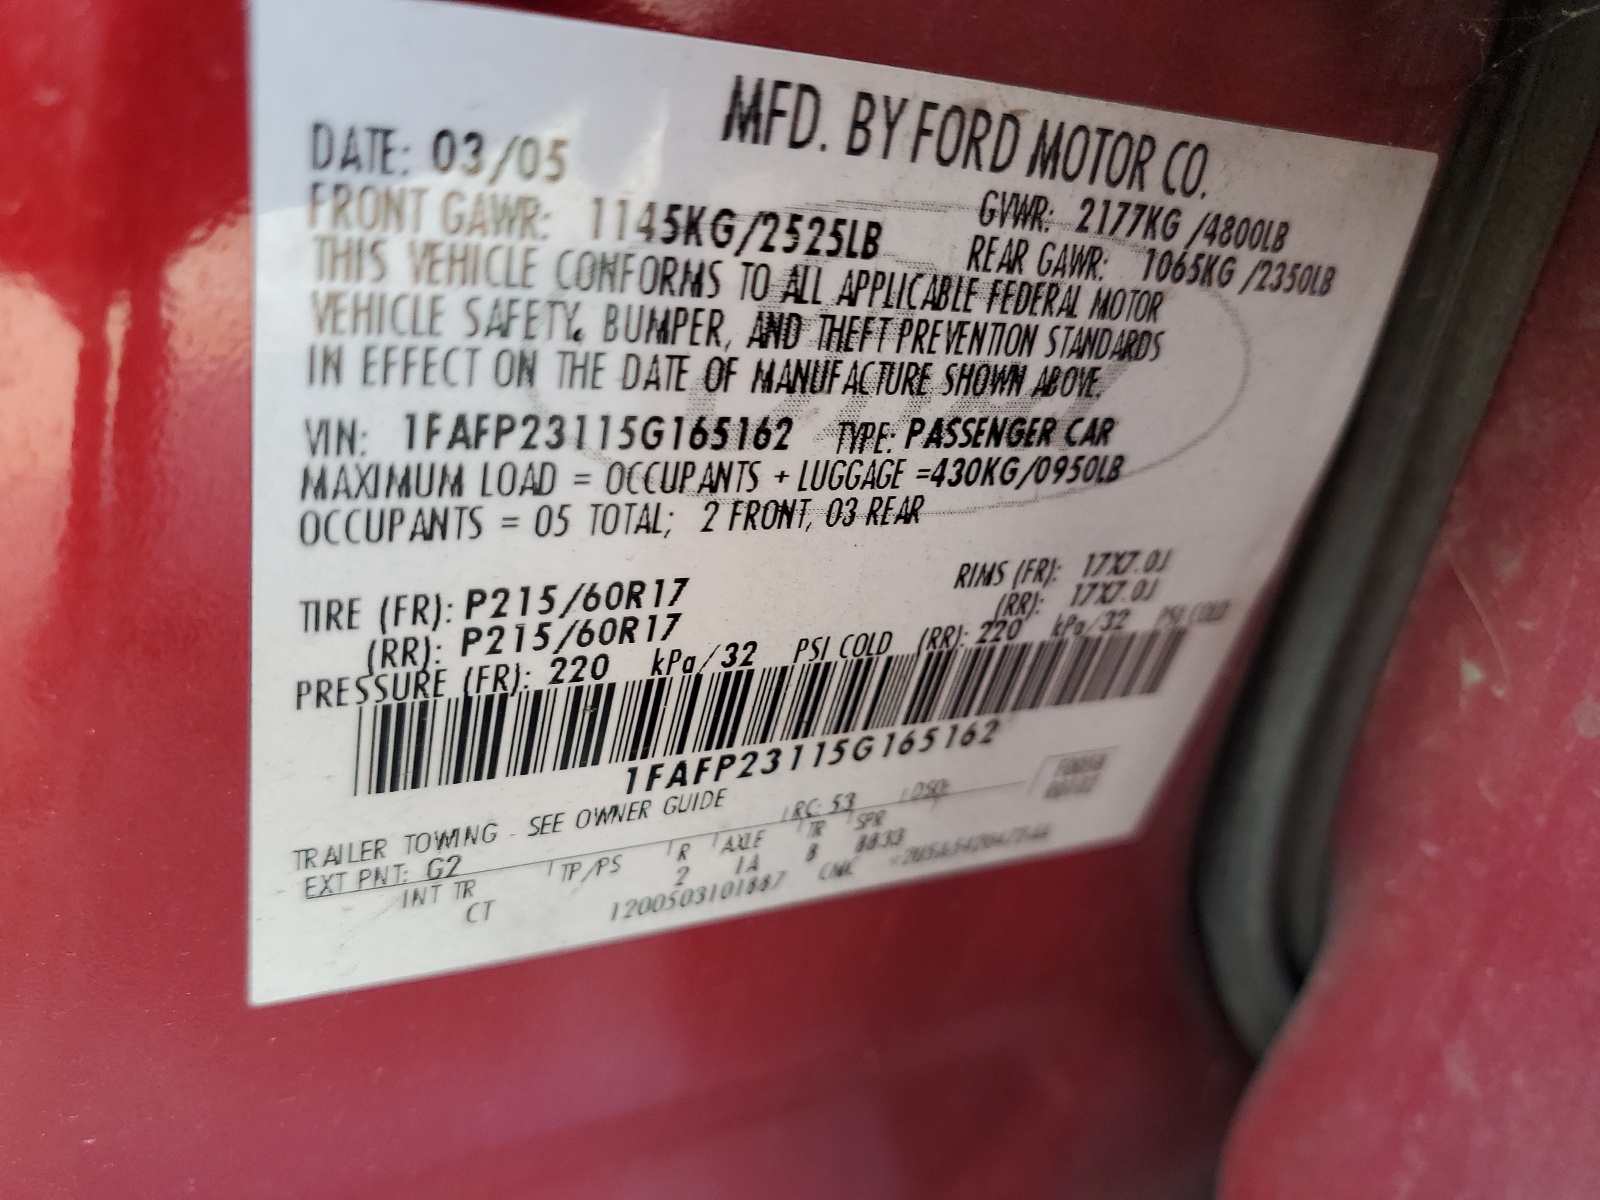 MFD. BY FORD MOTOR CO.
DATE: 03/05
GVWR: 2177KG /4800LB
FRONT GAWR: 1145KG/2525LB
REAR GAWR: 1065KG /2350LB
THIS VEHICLE CONFORMS TO ALL APPLICABLE FEDERAL MOTOR
VEHICLE SAFETY, BUMPER, AND THEFT PREVENTION STANDARDS
IN EFFECT ON THE DATE OF MANUFACTURE SHOWN ABOVE.
VIN: 1FAFP23115G165162 TYPE: PASSENGER CAR
MAXIMUM LOAD = OCCUPANTS + LUGGAGE =430KG/0950LB
OCCUPANTS = 05 TOTAL; 2 FRONT, 03 REAR
TIRE (FR): P215/60R17 RIMS (FR): 17X7.0J
(RR): P215/60R17 (RR): 17X7.0J
PRESSURE (FR): 220 kPa/32 PSI COLD (RR): 220 kPa/32 PSI COLD
1FAFP23115G165162
TRAILER TOWING - SEE OWNER GUIDE
EXT PNT: G2 RC: 53 DSO:
INT TR TP/PS R AXLE TR SPR
CT 2 1A B 8833
1200503101887 CMC